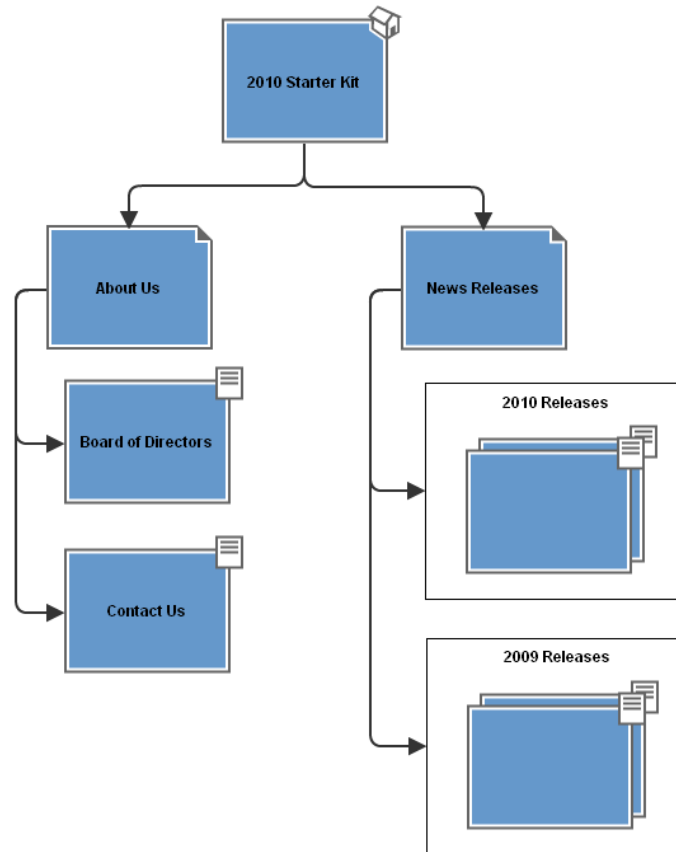 2010 Starter Kit
About Us
News Releases
Board of Directors
2010 Releases
Contact Us
2009 Releases